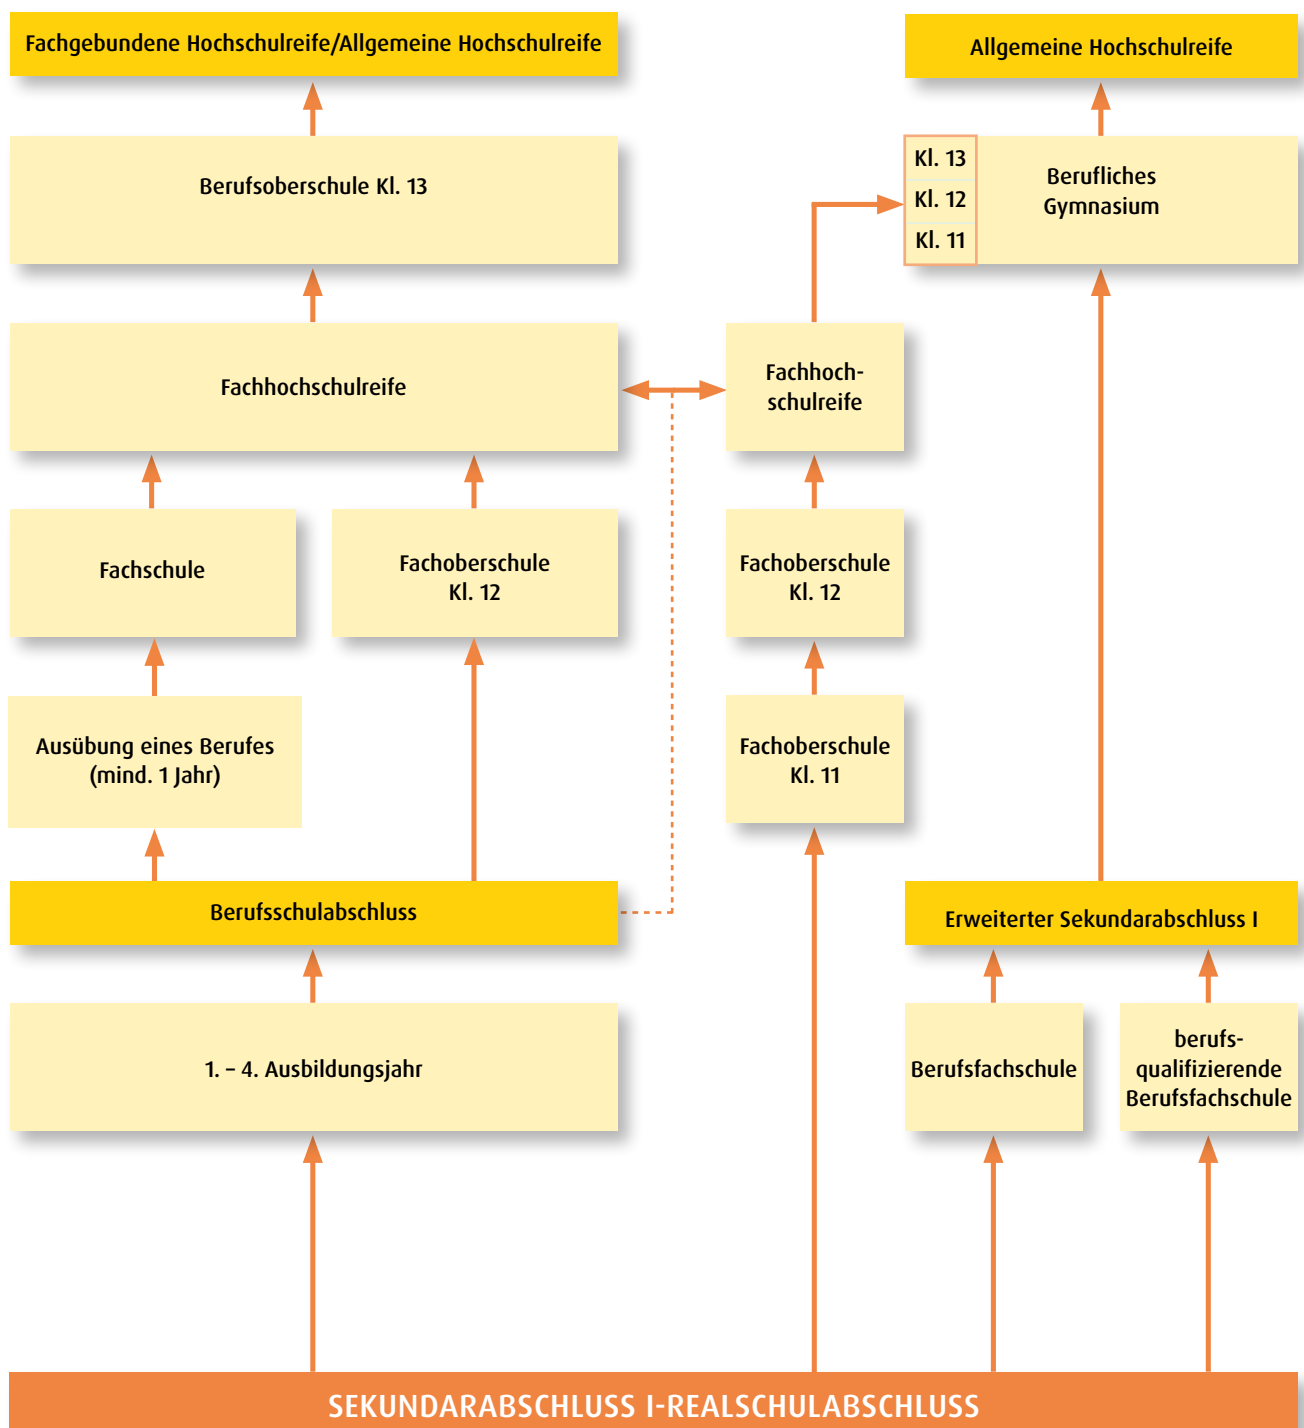 Fachgebundene Hochschulreife/Allgemeine Hochschulreife
Allgemeine Hochschulreife
Berufsoberschule Kl. 13
Kl. 13
Kl. 12
Kl. 11
Berufliches
Gymnasium
Fachhochschulreife
Fachhoch-
schulreife
Fachschule
Fachoberschule
Kl. 12
Fachoberschule
Kl. 12
Ausübung eines Berufes
(mind. 1 Jahr)
Fachoberschule
Kl. 11
Berufsschulabschluss
Erweiterter Sekundarabschluss I
1. – 4. Ausbildungsjahr
Berufsfachschule
berufs-
qualifizierende
Berufsfachschule
SEKUNDARABSCHLUSS I-REALSCHULABSCHLUSS